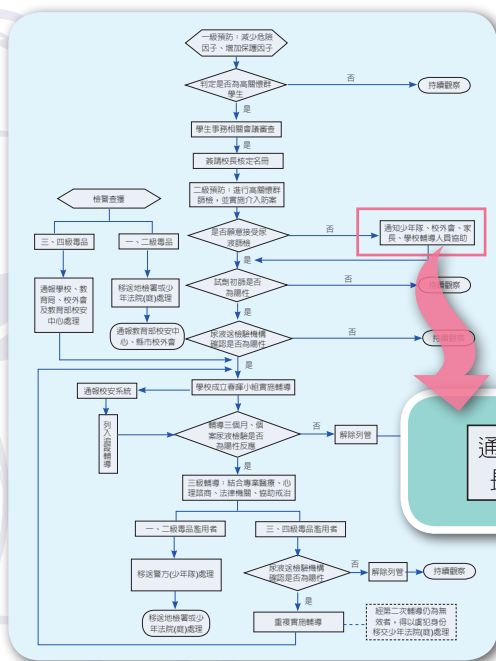 一級預防：減少危險
因子、增加保護因子
判定是否為高關懷群
學生
否
持續觀察
是
學生事務相關會議審查
是
簽請校長核定名冊
二級預防：進行高關懷群
篩檢，並實施介入防案
檢警查獲
是否願意接受尿
液篩檢
否
通知少年隊、校外會、家
長、學校輔導人員協助
三、四級毒品
一、二級毒品
是
通報學校、教
育局、校外會
及教育部校安
中心處理
移送地檢署或少
年法院(庭)處理
試劑初篩是否
為陽性
否
持續觀察
是
通報教育部校安中
心、縣市校外會
尿液送檢驗機構
確認是否為陽性
否
持續觀察
是
通報校安系統
學校成立春暉小組實施輔導
列入追蹤輔導
輔導三個月、個
案尿液檢驗是否
為陽性反應
否
解除列管
通
長
是
三級輔導：結合專業醫療、心
理諮商、法律機關、協助戒治
一、二級毒品濫用者
三、四級毒品濫用者
移送警方(少年隊)處理
尿液送檢驗機構
確認是否為陽性
否
解除列管
持續觀察
是
移送地檢署或少
年法院(庭)處理
重複實施輔導
經第二次輔導仍為無
效者，得以虞犯身份
移交少年法院(庭)處理